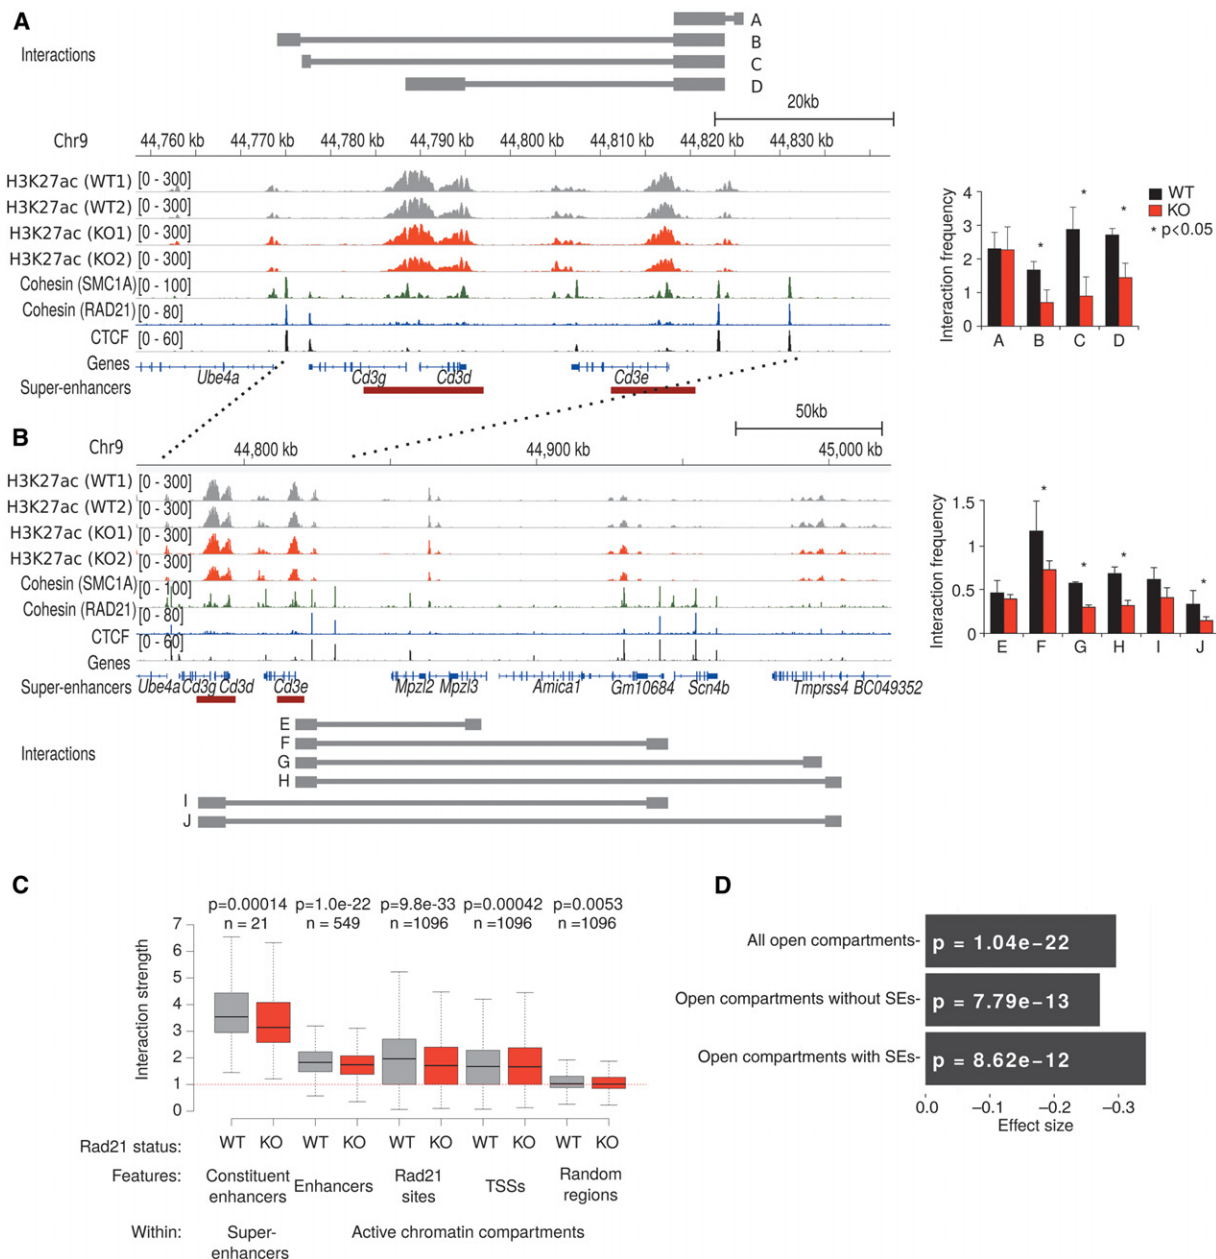 A
Interactions
A
B
C
D
20kb
Chr9
44,760 kb 44,770 kb 44,780 kb 44,790 kb 44,800 kb 44,810 kb 44,820 kb 44,830 kb
H3K27ac (WT1) [0 - 300]
H3K27ac (WT2) [0 - 300]
H3K27ac (KO1) [0 - 300]
H3K27ac (KO2) [0 - 300]
Cohesin (SMC1A) [0 - 100]
Cohesin (RAD21) [0 - 80]
CTCF [0 - 60]
Genes
Ube4a Cd3g Cd3d Cd3e
Super-enhancers
Interaction frequency
4
3
2
1
0
A B C D
* * *
WT
KO
* p<0.05
B
50kb
Chr9
44,800 kb 44,900 kb 45,000 kb
H3K27ac (WT1) [0 - 300]
H3K27ac (WT2) [0 - 300]
H3K27ac (KO1) [0 - 300]
H3K27ac (KO2) [0 - 300]
Cohesin (SMC1A) [0 - 100]
Cohesin (RAD21) [0 - 80]
CTCF [0 - 60]
Genes
Super-enhancers
Ube4a Cd3g Cd3d Cd3e Mpzl2 Mpzl3 Amica1 Gm10684 Scn4b Tmprss4 BC049352
Interactions
E
F
G
H
I
J
Interaction frequency
1.5
1
0.5
0
E F G H I J
* * * *
C
p=0.00014 p=1.0e-22 p=9.8e-33 p=0.00042 p=0.0053
n = 21 n = 549 n =1096 n =1096 n =1096
Interaction strength
7
6
5
4
3
2
1
0
Rad21 status: WT KO WT KO WT KO WT KO WT KO
Features: Constituent enhancers Enhancers Rad21 sites TSSs Random regions
Within: Super-enhancers Active chromatin compartments
D
All open compartments- p = 1.04e−22
Open compartments without SEs- p = 7.79e−13
Open compartments with SEs- p = 8.62e−12
0.0 −0.1 −0.2 −0.3
Effect size